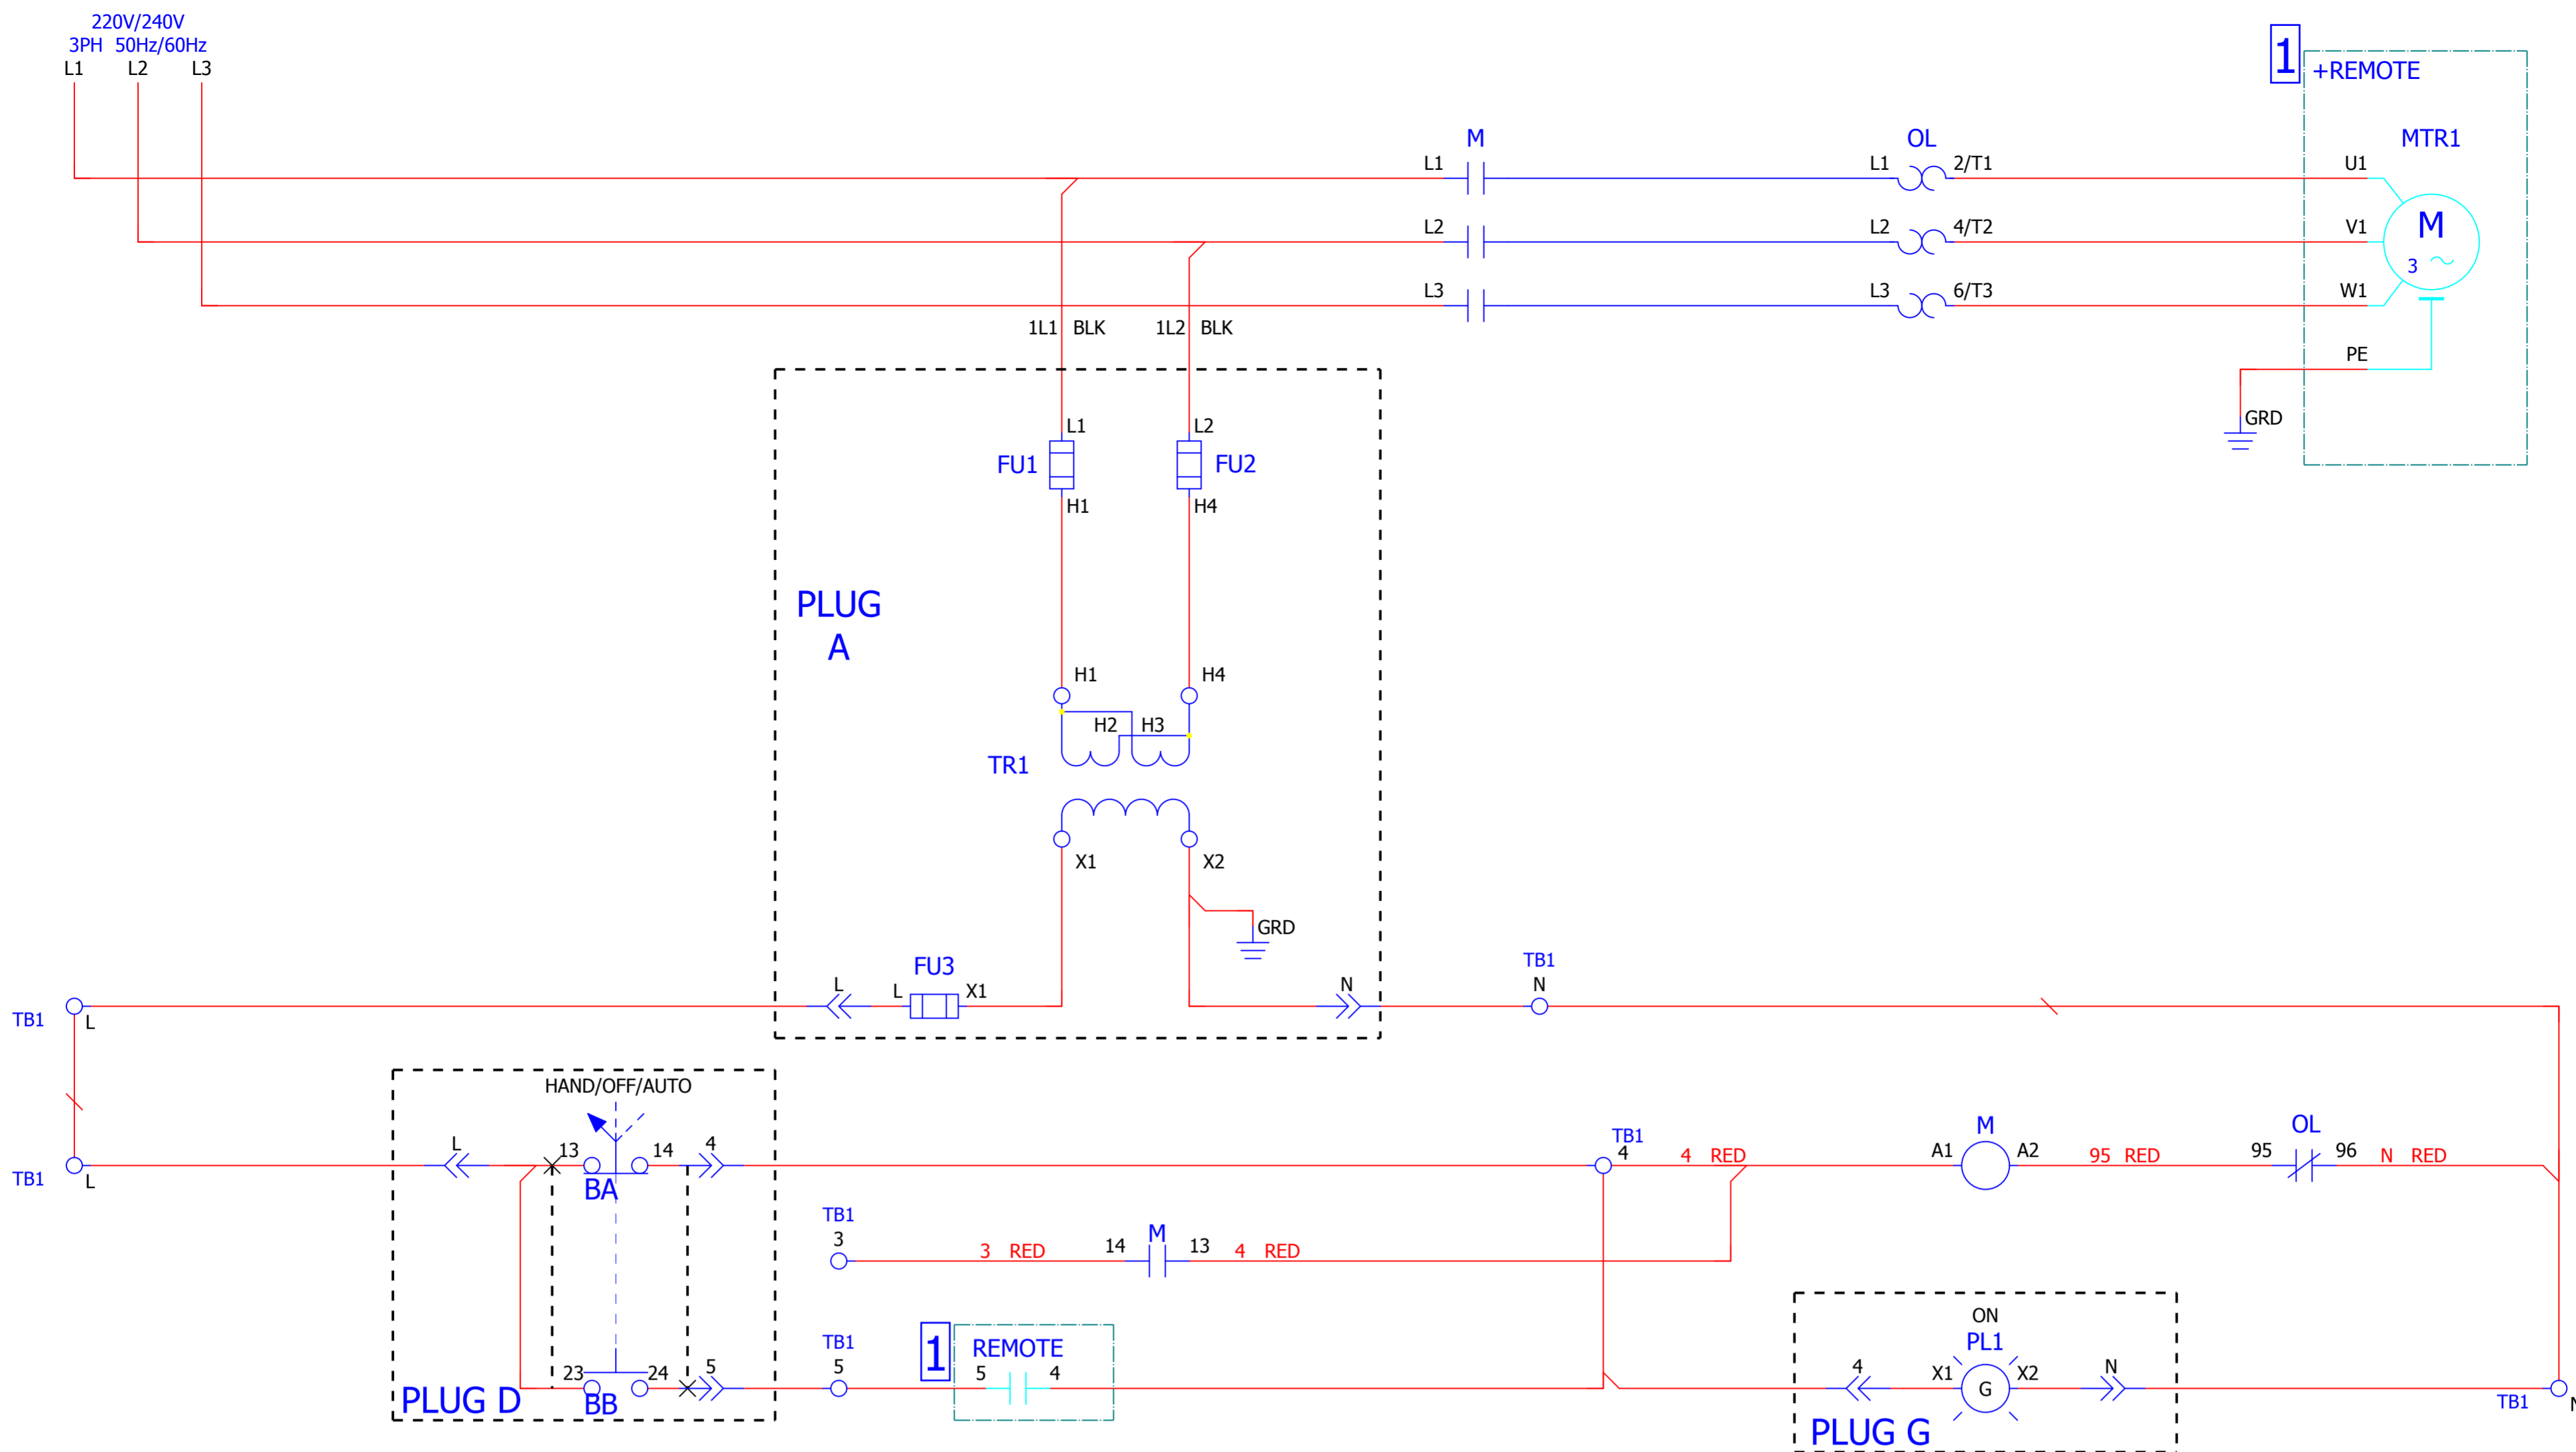 220V/240V
3PH 50Hz/60Hz
L1 L2 L3
1
+REMOTE
M OL MTR1
L1 L1 2/T1 U1
L2 L2 4/T2 V1
M
3
L3 L3 6/T3 W1
1L1 BLK 1L2 BLK
PE
GRD
L1 L2
FU1 FU2
H1 H4
PLUG
A
H1 H4
H2 H3
TR1
X1 X2
GRD
FU3
TB1
L L X1 N N
TB1 L
HAND/OFF/AUTO
TB1 L
L 13 14 4
BA
TB1
4
4 RED
M
A1 A2
95 RED
OL
95 96
N RED
TB1
3
3 RED
M
14 13
4 RED
TB1
5
1
REMOTE
5 4
23 24 5
BB
PLUG D
ON
PL1
4 X1 G X2 N
PLUG G
TB1
N